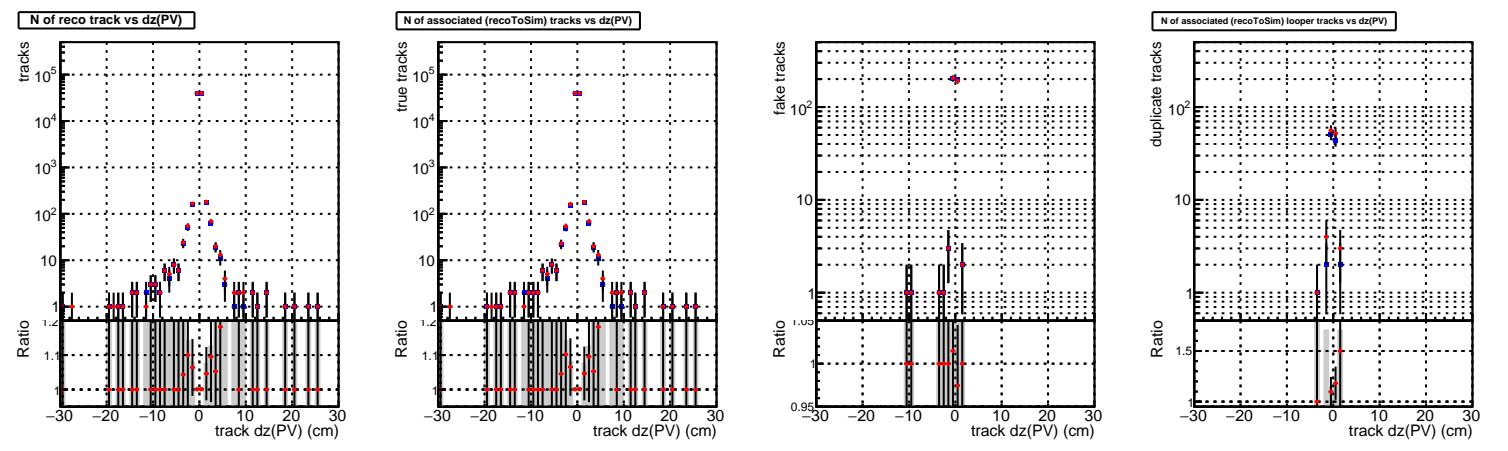 N of reco track vs dz(PV)
tracks
10^5
10^4
10^3
10^2
10
1
1.2
Ratio
1.1
1
−30 −20 −10 0 10 20 30
track dz(PV) (cm)
N of associated (recoToSim) tracks vs dz(PV)
true tracks
10^5
10^4
10^3
10^2
10
1
1.2
Ratio
1.1
1
−30 −20 −10 0 10 20 30
track dz(PV) (cm)
fake tracks
10^2
10
1
1.05
Ratio
1
0.95
−30 −20 −10 0 10 20 30
track dz(PV) (cm)
N of associated (recoToSim) looper tracks vs dz(PV)
duplicate tracks
10^2
10
1
Ratio
1.5
1
−30 −20 −10 0 10 20 30
track dz(PV) (cm)